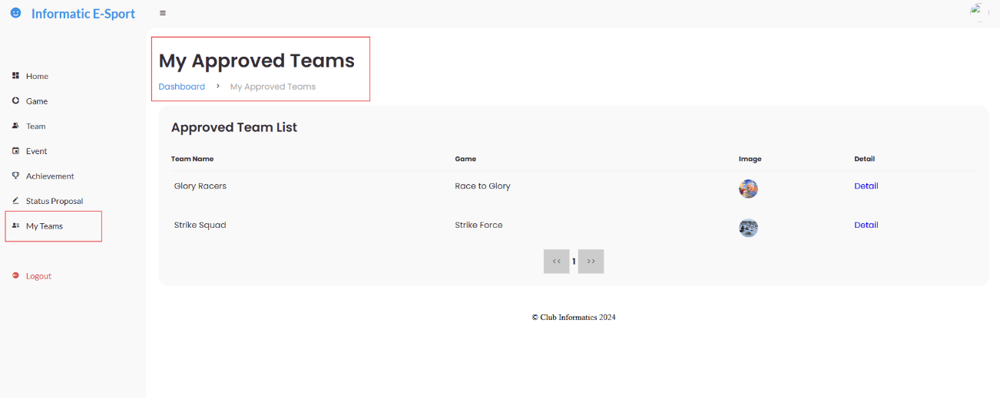 Informatic E-Sport
Home
Game
Team
Event
Achievement
Status Proposal
My Teams
Logout
My Approved Teams
Dashboard > My Approved Teams
Approved Team List
Team Name Game Image Detail
Glory Racers Race to Glory Detail
Strike Squad Strike Force Detail
<< 1 >>
© Club Informatics 2024